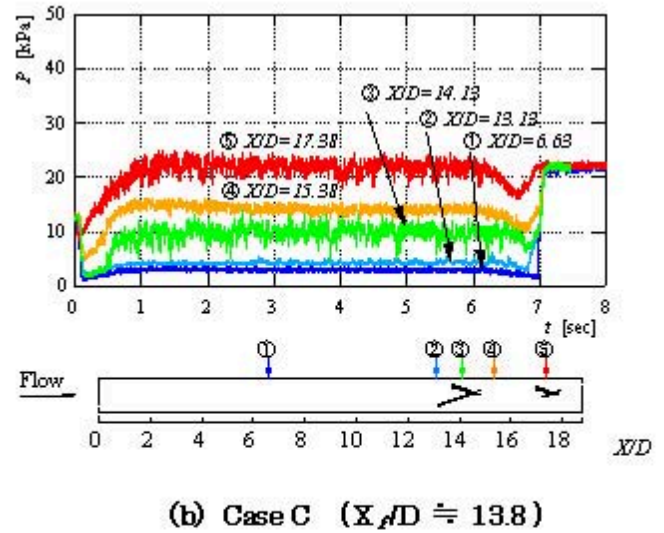 50
40
30
20
10
0
P [kPa]
③ X/D=14.13
② X/D=13.13
① X/D=6.63
⑤ X/D=17.38
④ X/D=15.38
0 1 2 3 4 5 6 7 8
t [sec]
① ② ③ ④ ⑤
Flow
0 2 4 6 8 10 12 14 16 18
X/D
(b) Case C (X_f/D ≒ 13.8)